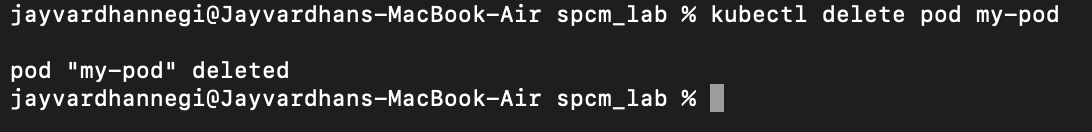 jayvardhannegi@Jayvardhans-MacBook-Air spcm_lab % kubectl delete pod my-pod
pod "my-pod" deleted
jayvardhannegi@Jayvardhans-MacBook-Air spcm_lab %